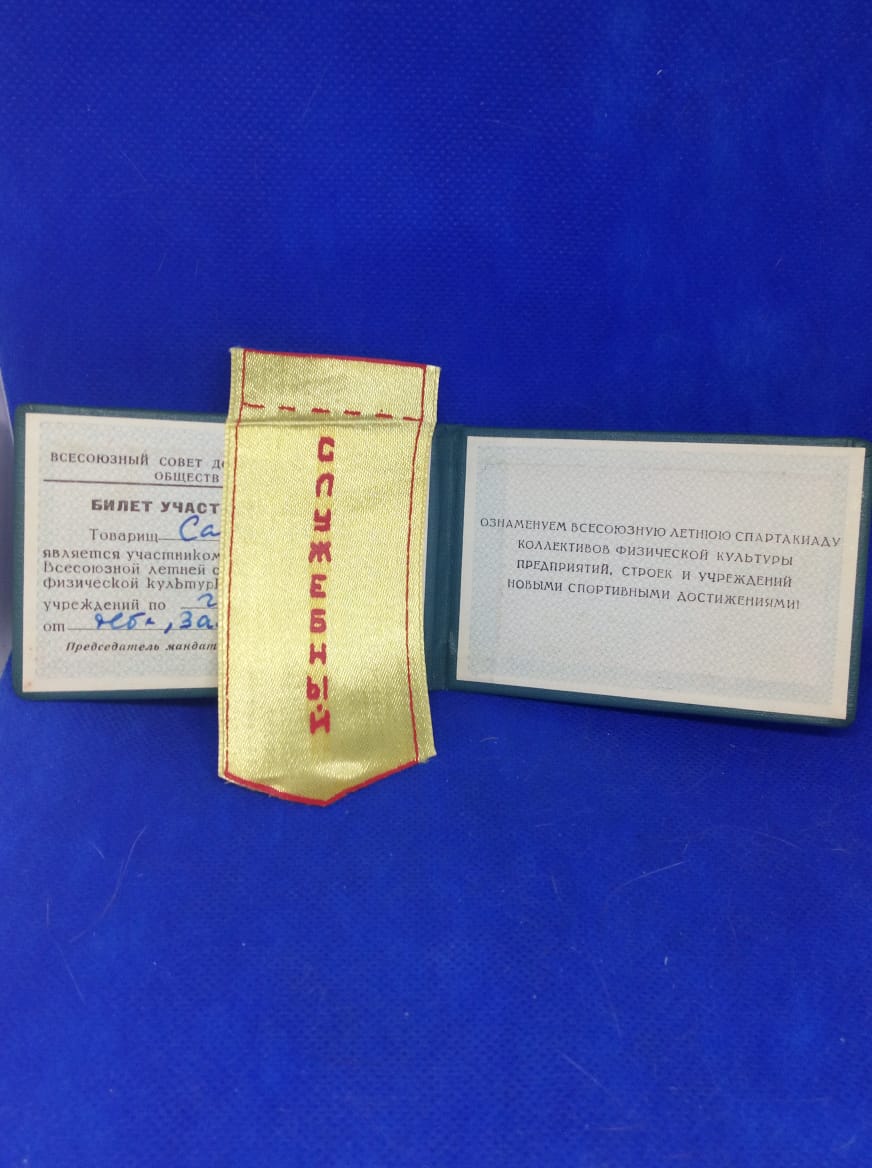 ВСЕСОЮЗНЫЙ СОВЕТ
ОБЩЕСТВ
БИЛЕТ УЧАСТ
Товарищ Са
является участником
Всесоюзной летней с
физической культуры
учреждений по
от
Председатель мандат
СЛУЖЕБНЫЙ
ОЗНАМЕНУЕМ ВСЕСОЮЗНУЮ ЛЕТНЮЮ СПАРТАКИАДУ
КОЛЛЕКТИВОВ ФИЗИЧЕСКОЙ КУЛЬТУРЫ
ПРЕДПРИЯТИЙ, СТРОЕК И УЧРЕЖДЕНИЙ
НОВЫМИ СПОРТИВНЫМИ ДОСТИЖЕНИЯМИ!